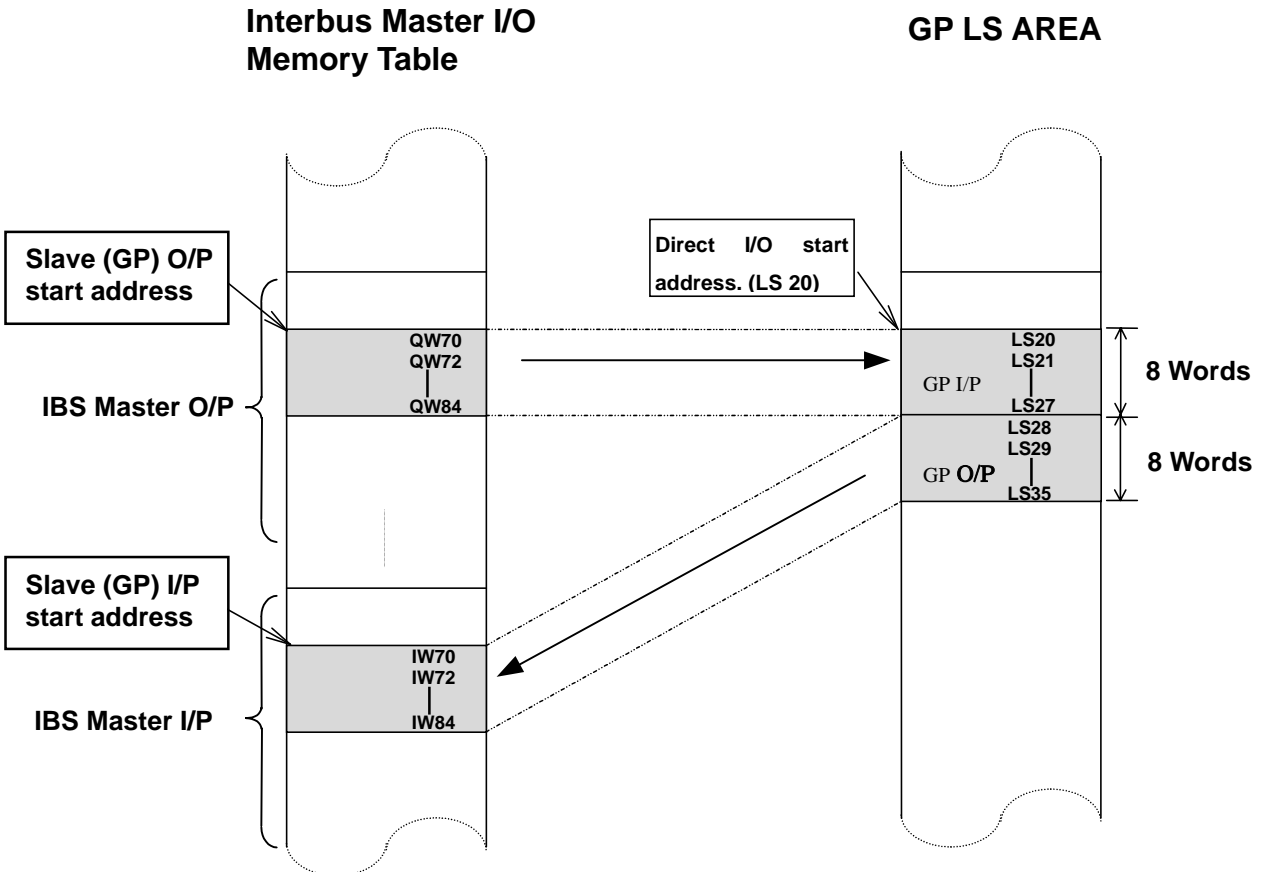 Interbus Master I/O
Memory Table
GP LS AREA
Slave (GP) O/P
start address
Direct I/O start
address. (LS 20)
QW70
QW72
QW84
IBS Master O/P
LS20
LS21
GP I/P
LS27
8 Words
LS28
LS29
GP O/P
LS35
8 Words
Slave (GP) I/P
start address
IW70
IW72
IW84
IBS Master I/P